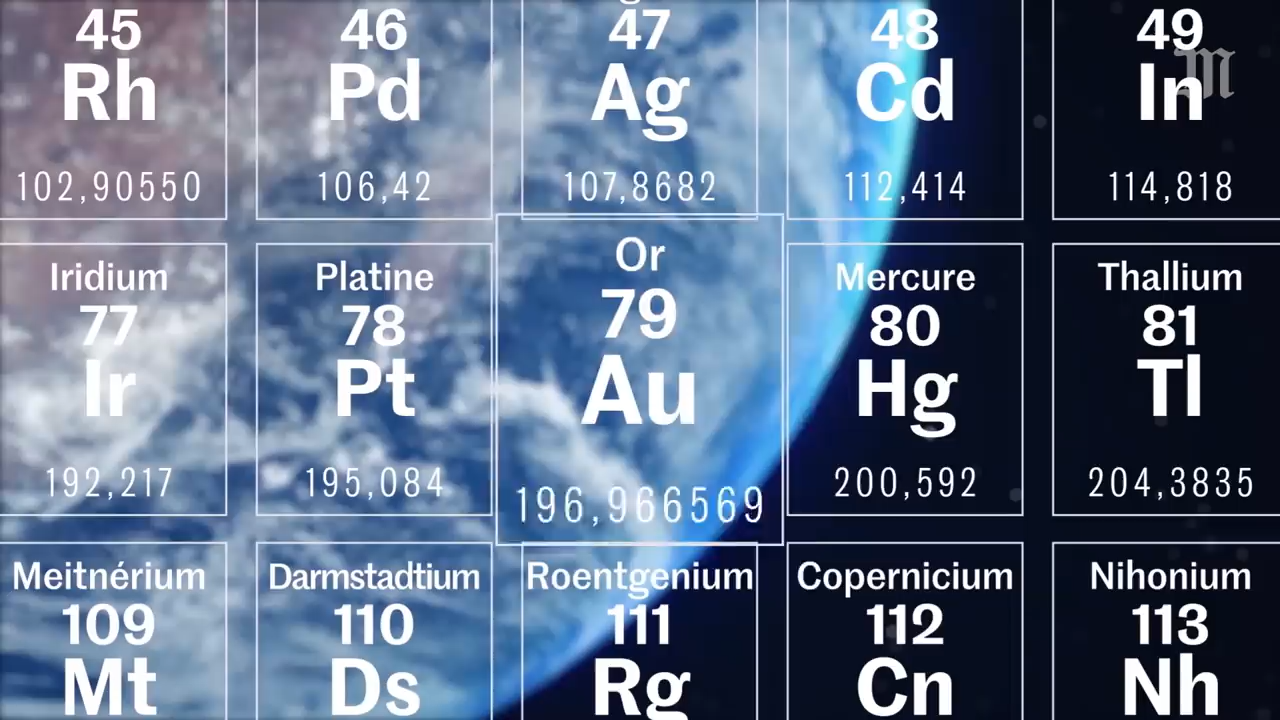 45 46 47 48 49
Rh Pd Ag Cd In
M
102,90550 106,42 107,8682 112,414 114,818
Iridium Platine Or Mercure Thallium
77 78 79 80 81
Ir Pt Au Hg Tl
192,217 195,084 196,966569 200,592 204,3835
Meitnérium Darmstadtium Roentgenium Copernicium Nihonium
109 110 111 112 113
Mt Ds Rg Cn Nh